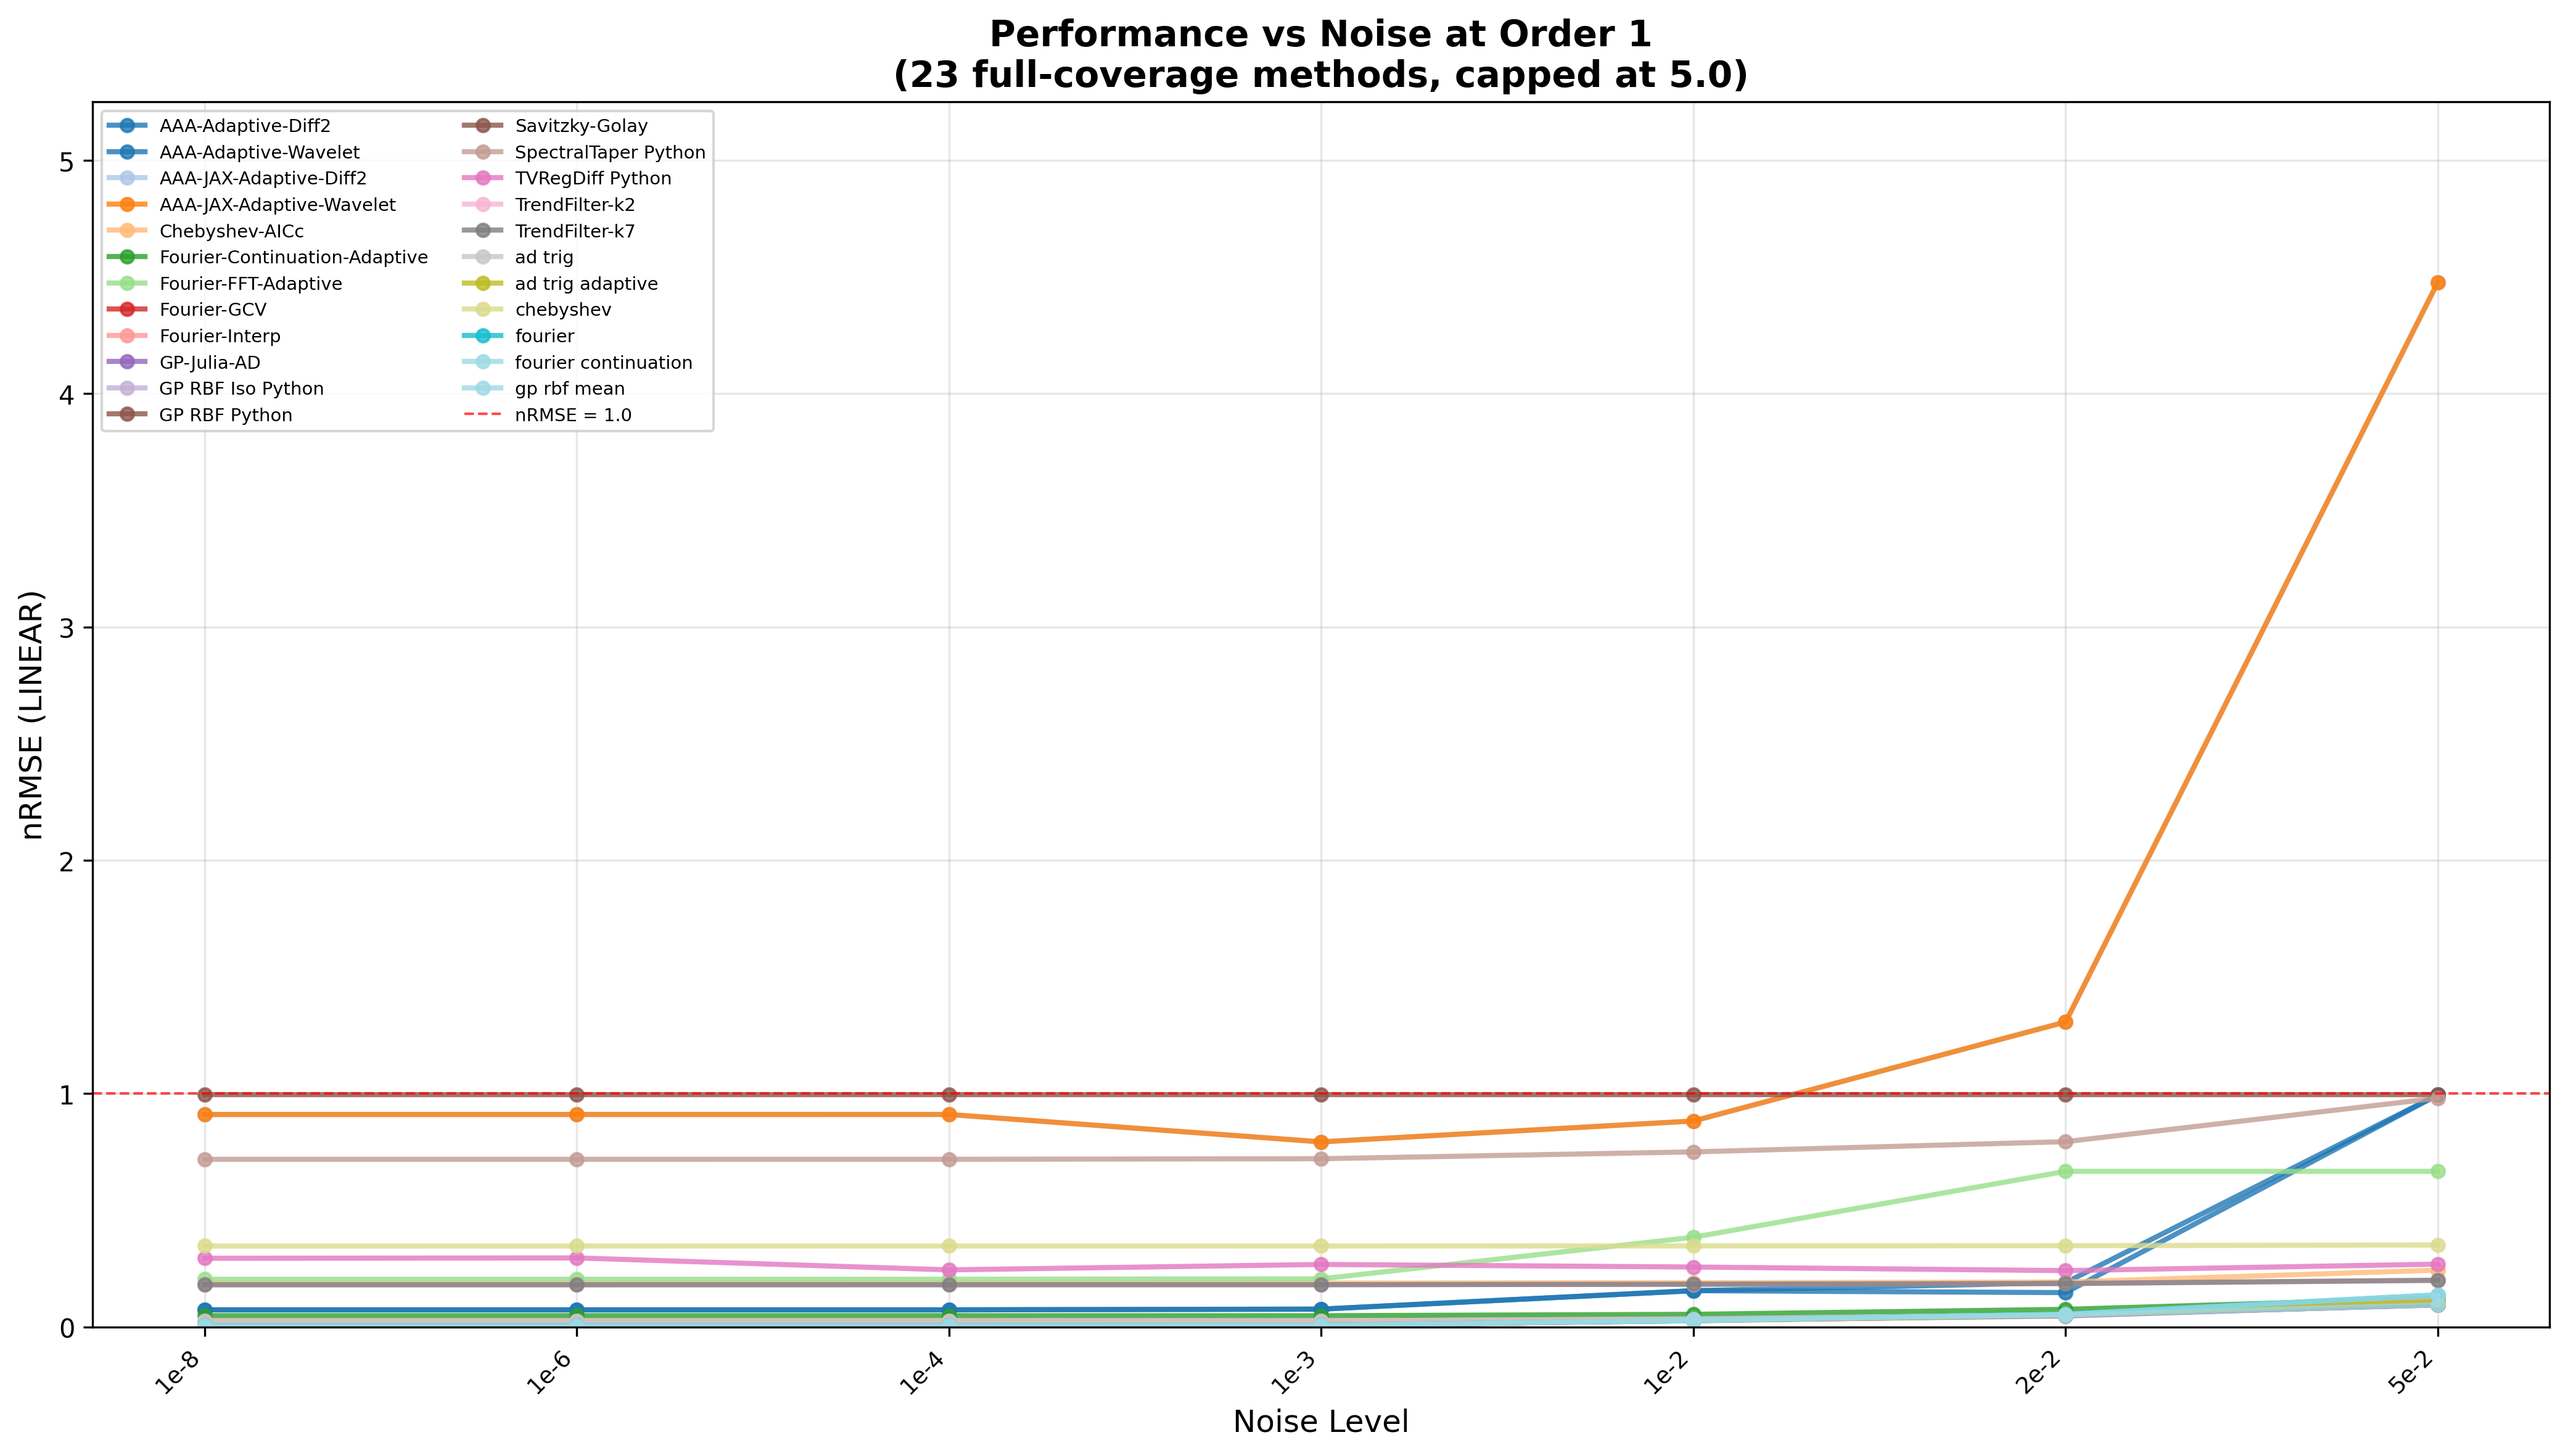 Performance vs Noise at Order 1
(23 full-coverage methods, capped at 5.0)
AAA-Adaptive-Diff2
AAA-Adaptive-Wavelet
AAA-JAX-Adaptive-Diff2
AAA-JAX-Adaptive-Wavelet
Chebyshev-AICc
Fourier-Continuation-Adaptive
Fourier-FFT-Adaptive
Fourier-GCV
Fourier-Interp
GP-Julia-AD
GP RBF Iso Python
GP RBF Python
Savitzky-Golay
SpectralTaper Python
TVRegDiff Python
TrendFilter-k2
TrendFilter-k7
ad trig
ad trig adaptive
chebyshev
fourier
fourier continuation
gp rbf mean
nRMSE = 1.0
nRMSE (LINEAR)
5
4
3
2
1
0
1e-8
1e-6
1e-4
1e-3
1e-2
2e-2
5e-2
Noise Level